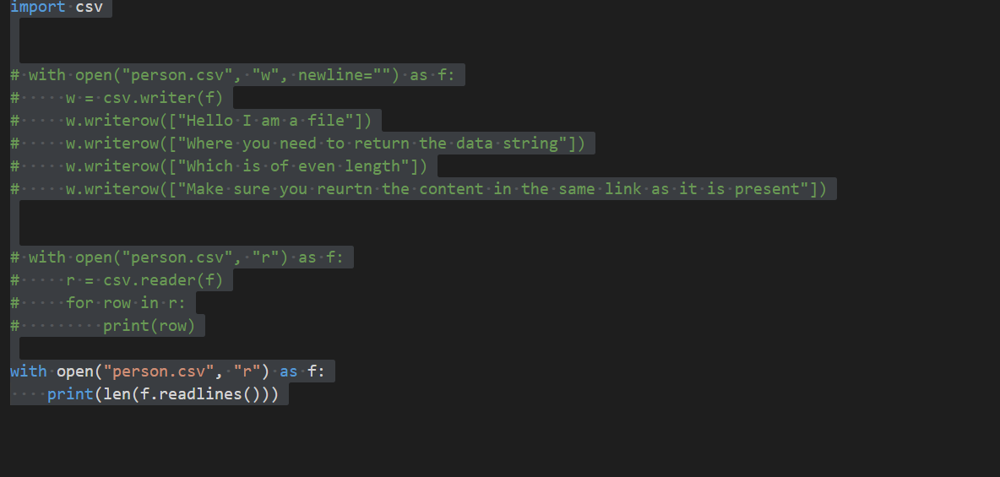 import csv
# with open("person.csv", "w", newline="") as f:
#     w = csv.writer(f)
#     w.writerow(["Hello I am a file"])
#     w.writerow(["Where you need to return the data string"])
#     w.writerow(["Which is of even length"])
#     w.writerow(["Make sure you reurtn the content in the same link as it is present"])
# with open("person.csv", "r") as f:
#     r = csv.reader(f)
#     for row in r:
#         print(row)
with open("person.csv", "r") as f:
    print(len(f.readlines()))